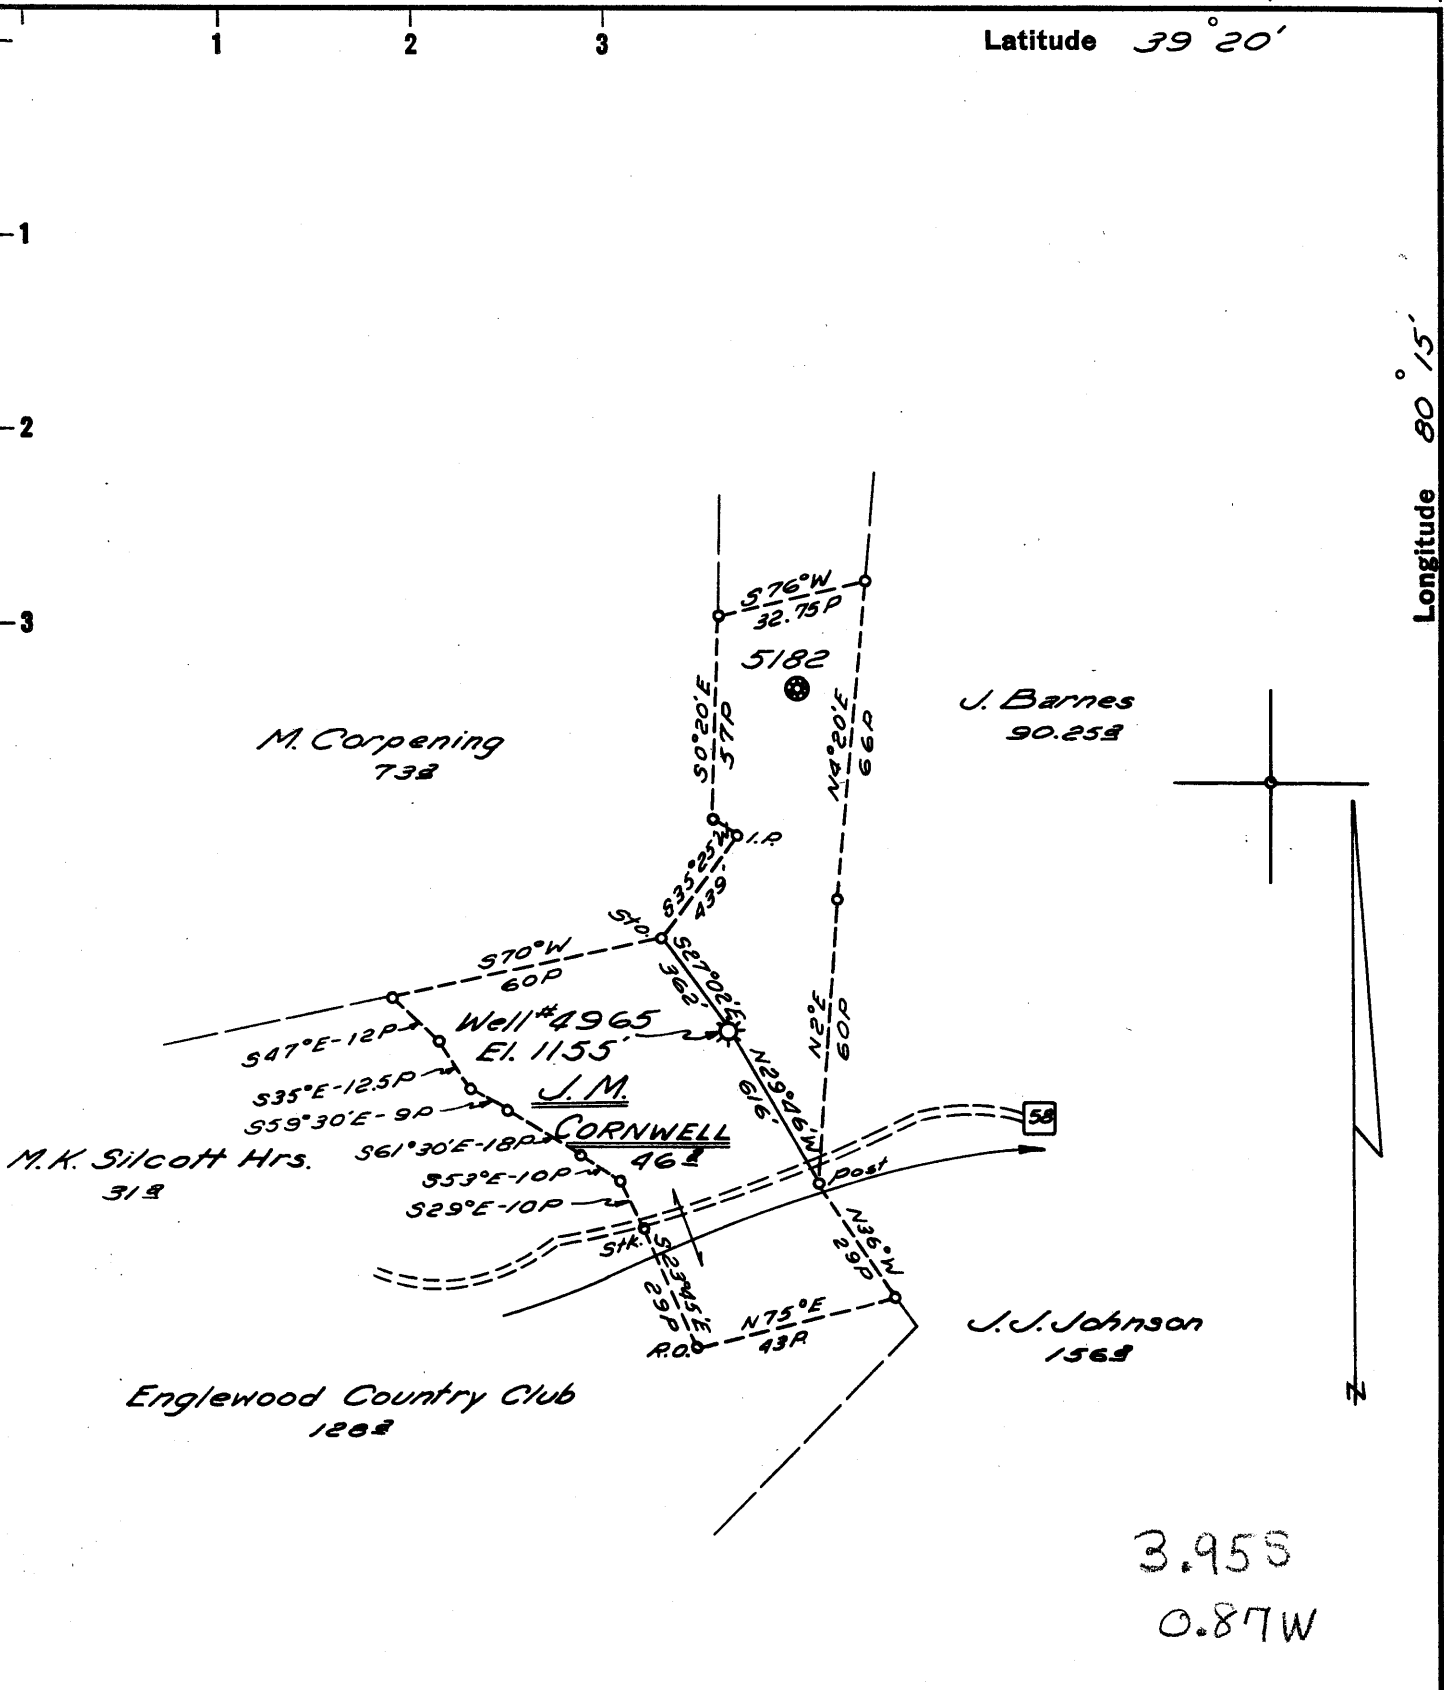 1 2 3 Latitude 39°20'
1
2
3
Longitude 80°15'
S76°W
32.75P
5182
S0°20'E
57P
N4°20'E
66P
J. Barnes
90.25a
M. Corpening
73a
I.P.
S35°25'W
439'
Sto.
S70°W
60P
S27°02'E
362'
N2°E
60P
Well #4965
El. 1155'
N29°46'W
616'
S47°E-12P
S35°E-12.5P
S59°30'E-9P
S61°30'E-18P
S53°E-10P
S29°E-10P
J. M.
CORNWELL
46a
58
M.K. Silcott Hrs.
31a
Post
Stk.
S23°45'E
29P
N36°W
29P
N75°E
43P.
R.O.
J.J. Johnson
156a
Englewood Country Club
128a
N
3.95S
0.87W